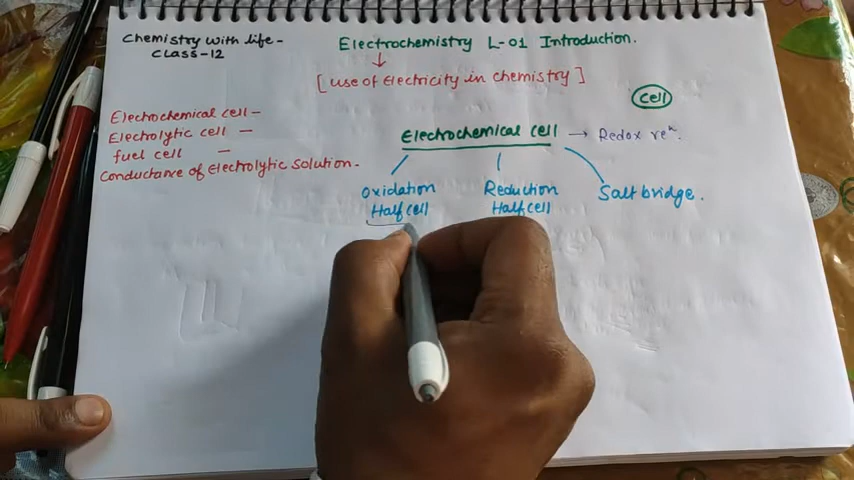 Chemistry with life-
CLASS-12
Electrochemistry L-01 Introduction.
[ use of Electricity in chemistry ]
cell
Electrochemical cell-
Electrolytic cell -
fuel cell -
Conductance of Electrolytic Solution.
Electrochemical cell → Redox reⁿ.
Oxidation
Half cell
Reduction
Half cell
Salt bridge.